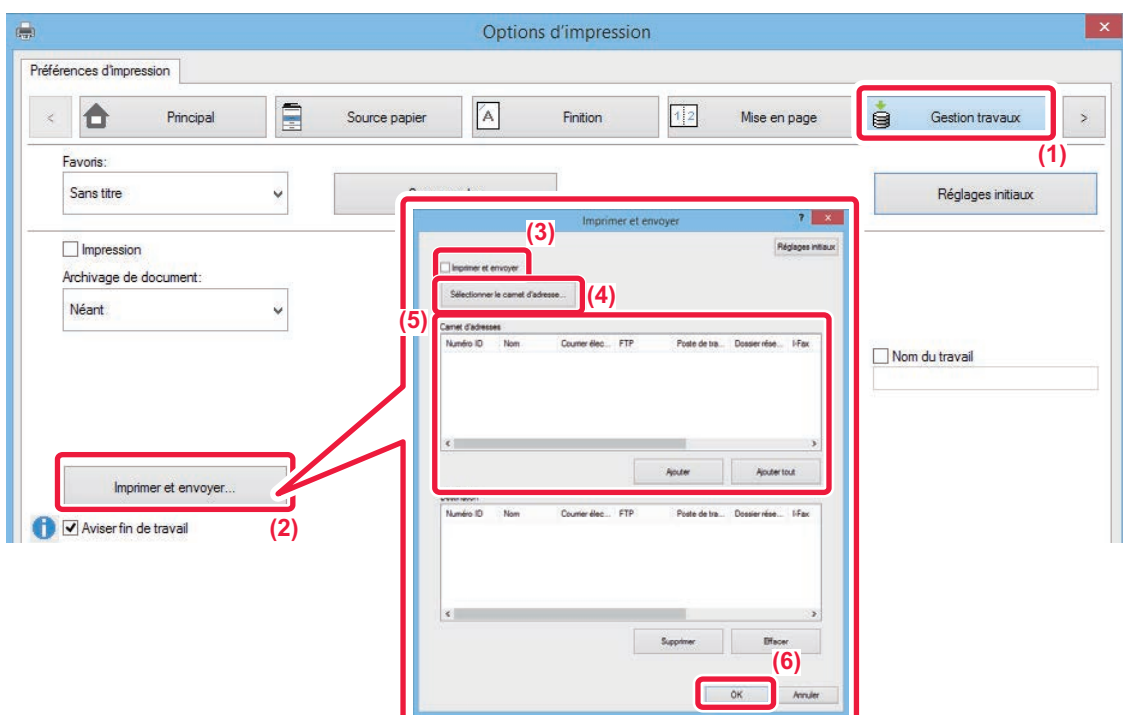 Options d'impression
Préférences d'impression
< Principal Source papier Finition 1 2 Mise en page Gestion travaux >
(1)
Favoris:
Sans titre
Réglages initiaux
Imprimer et envoyer ?
(3)
Réglages initiaux
Impression
Imprimer et envoyer
Archivage de document:
Sélectionner le carnet d'adresse...
(4)
Néant
(5)
Carnet d'adresses
Numéro ID Nom Courrier élec... FTP Poste de tra... Dossier rése... I-Fax
Nom du travail
Ajouter Ajouter tout
Imprimer et envoyer...
(2)
Numéro ID Nom Courrier élec... FTP Poste de tra... Dossier rése... I-Fax
Aviser fin de travail
Supprimer Effacer
(6)
OK Annuler